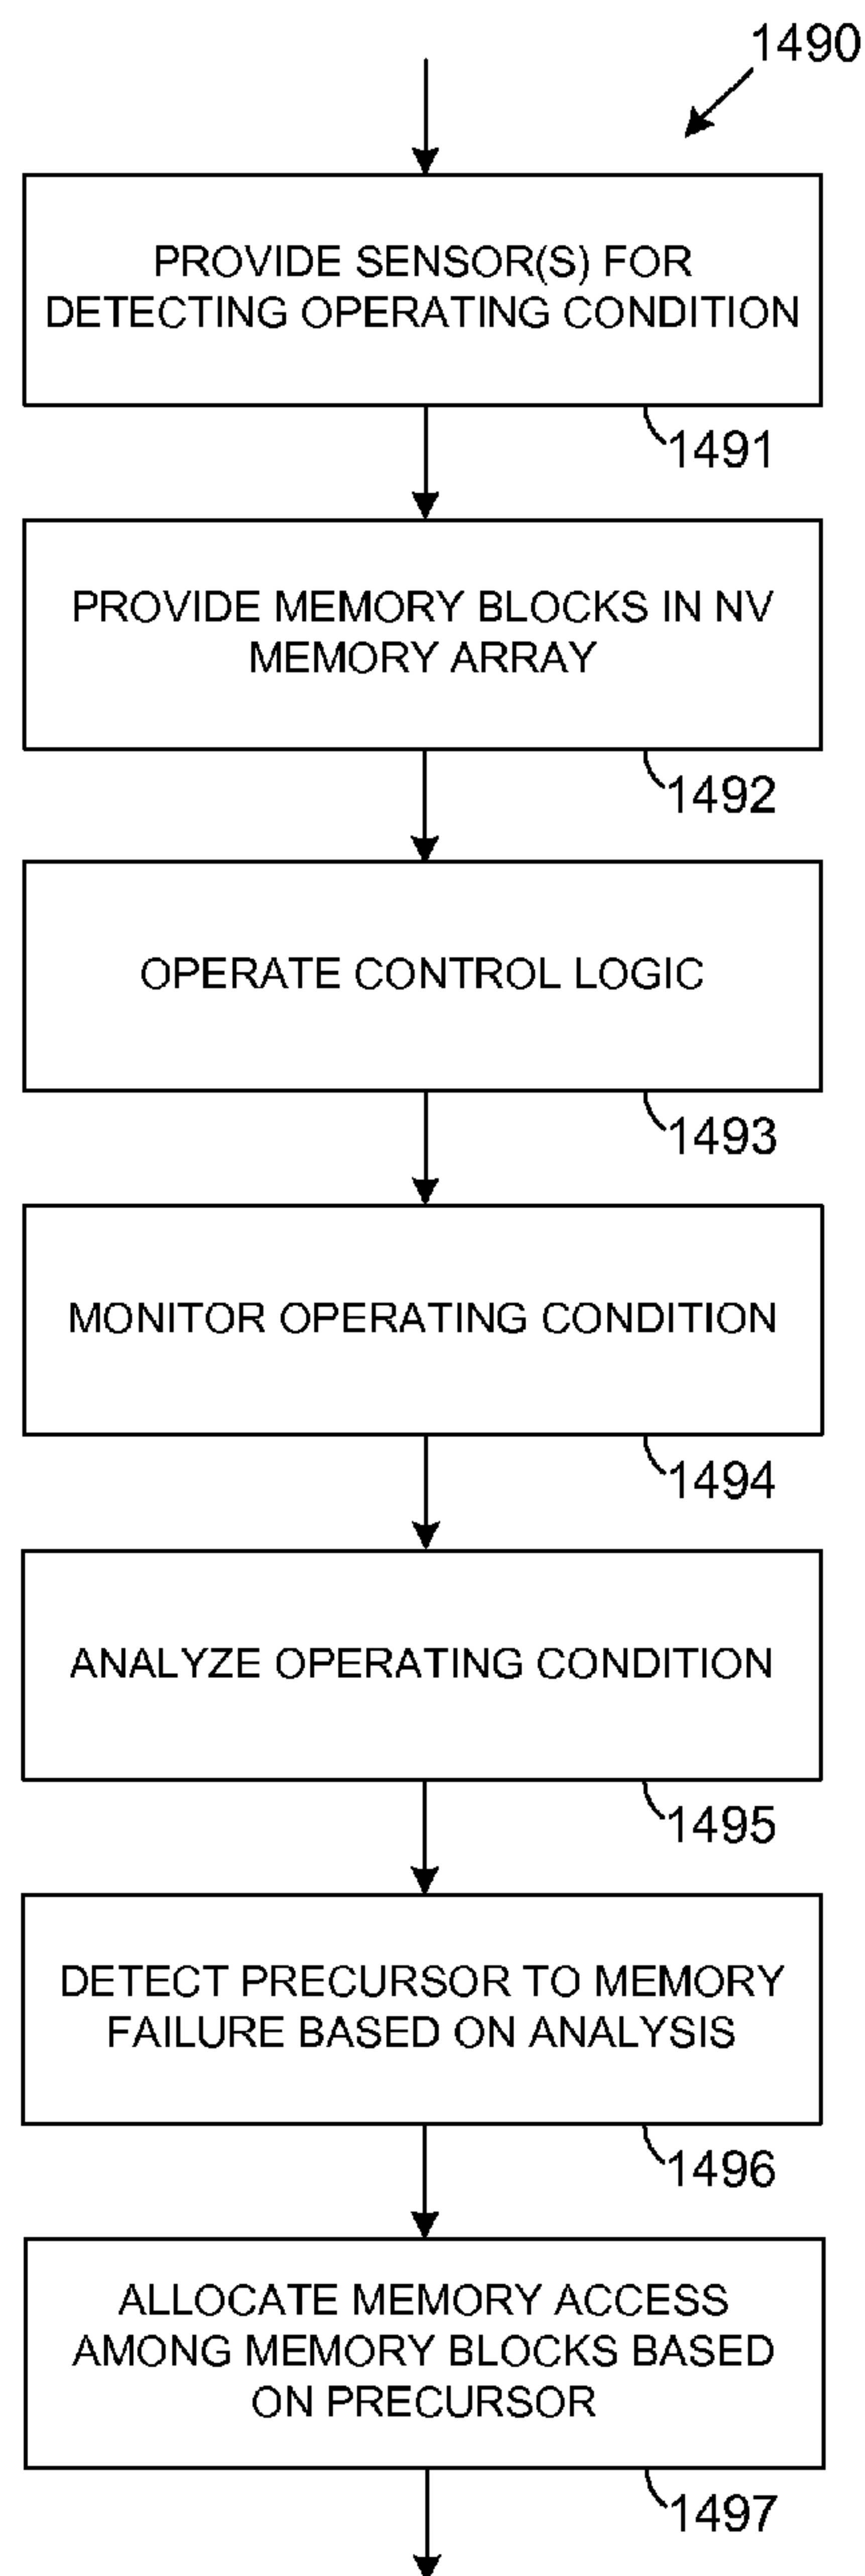 1490
PROVIDE SENSOR(S) FOR
DETECTING OPERATING CONDITION
1491
PROVIDE MEMORY BLOCKS IN NV
MEMORY ARRAY
1492
OPERATE CONTROL LOGIC
1493
MONITOR OPERATING CONDITION
1494
ANALYZE OPERATING CONDITION
1495
DETECT PRECURSOR TO MEMORY
FAILURE BASED ON ANALYSIS
1496
ALLOCATE MEMORY ACCESS
AMONG MEMORY BLOCKS BASED
ON PRECURSOR
1497